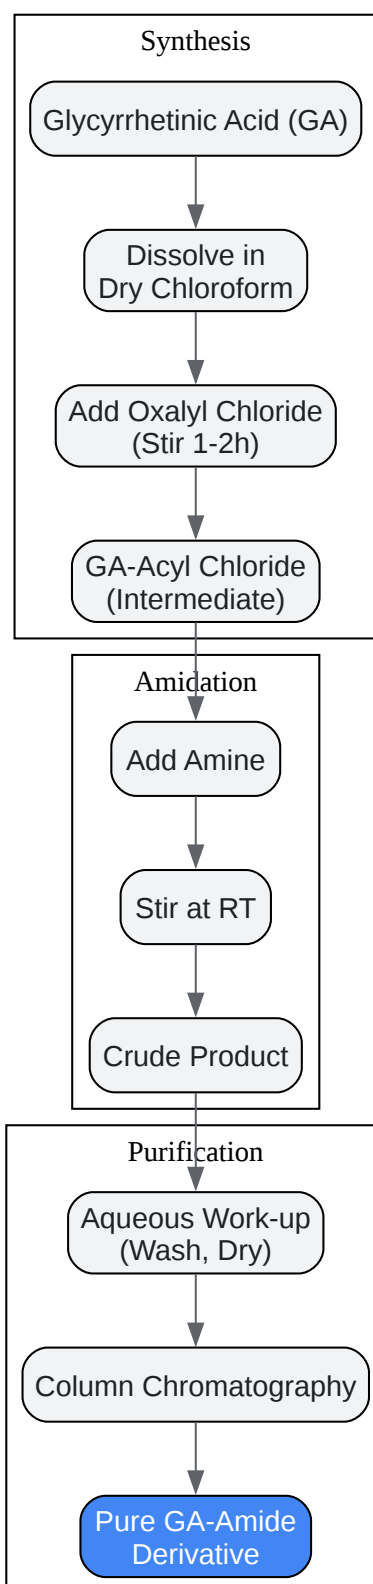 Synthesis
Glycyrrhetinic Acid (GA)
Dissolve in
Dry Chloroform
Add Oxalyl Chloride
(Stir 1-2h)
GA-Acyl Chloride
(Intermediate)
Amidation
Add Amine
Stir at RT
Crude Product
Purification
Aqueous Work-up
(Wash, Dry)
Column Chromatography
Pure GA-Amide
Derivative